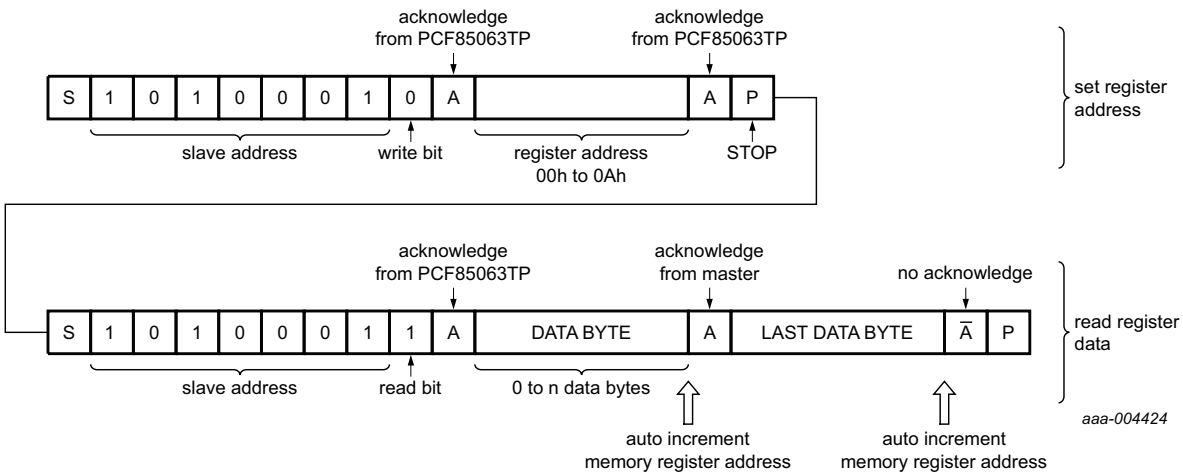 acknowledge
from PCF85063TP
acknowledge
from PCF85063TP
S 1 0 1 0 0 0 1 0 A A P
set register
address
slave address
write bit
register address
00h to 0Ah
STOP
acknowledge
from PCF85063TP
acknowledge
from master
no acknowledge
S 1 0 1 0 0 0 1 1 A DATA BYTE A LAST DATA BYTE A̅ P
read register
data
slave address
read bit
0 to n data bytes
auto increment
memory register address
auto increment
memory register address
aaa-004424